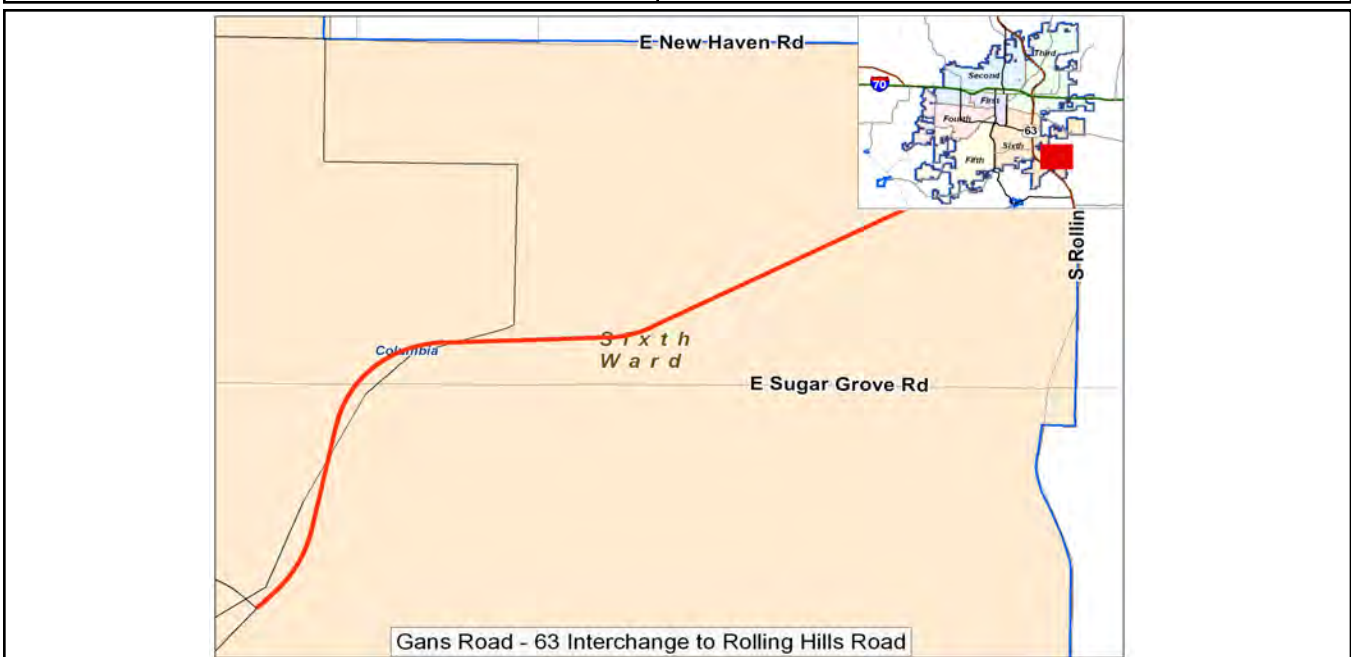 E New Haven Rd
Third
Second
70
First
Fourth
63
Sixth
Fifth
S Rollin
Sixth
Ward
Columbia
E Sugar Grove Rd
Gans Road - 63 Interchange to Rolling Hills Road